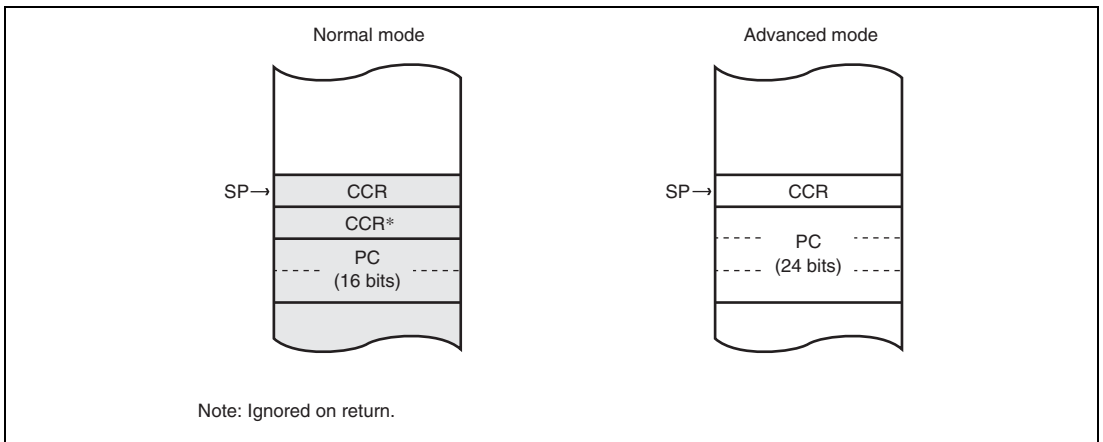 Normal mode
SP→
CCR
CCR*
PC
(16 bits)
Advanced mode
SP→
CCR
PC
(24 bits)
Note: Ignored on return.